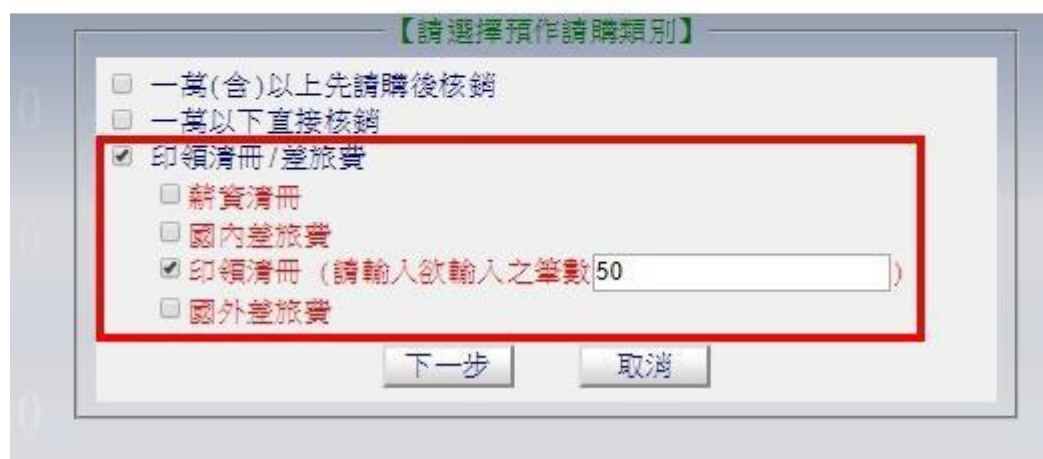 【請選擇預作請購類別】
一萬(含)以上先請購後核銷
一萬以下直接核銷
印領清冊/差旅費
薪資清冊
國內差旅費
印領清冊 (請輸入欲輸入之筆數50)
國外差旅費
下一步 取消